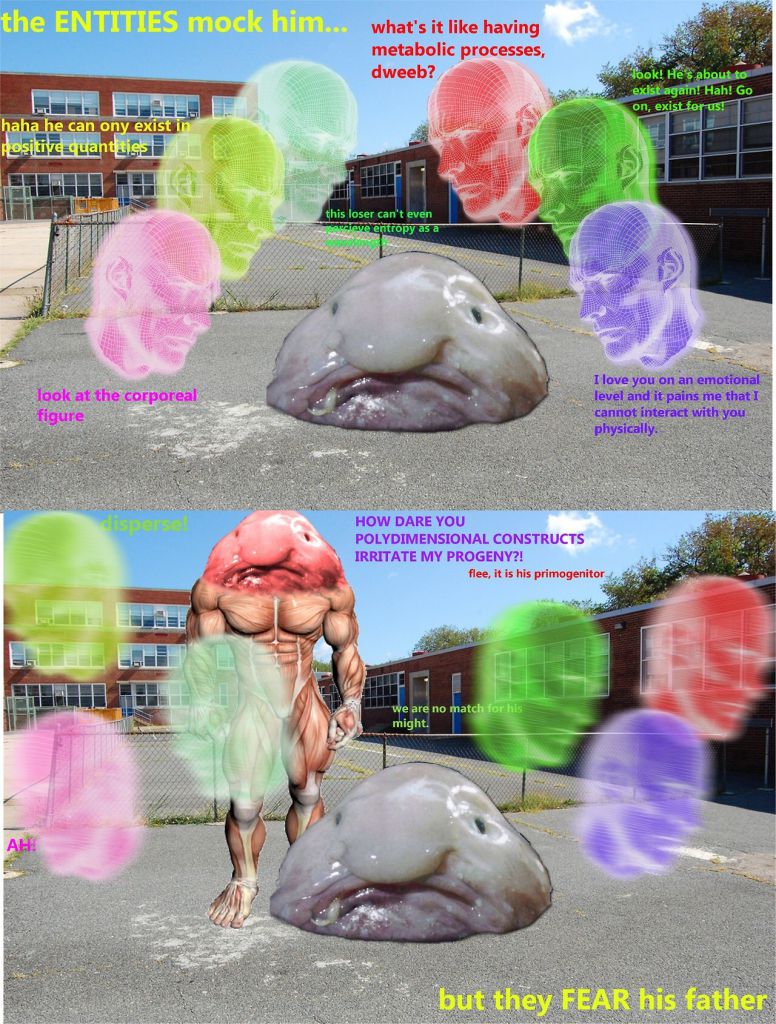 the ENTITIES mock him...
what's it like having
metabolic processes,
dweeb?
look! He's about to
exist again! Hah! Go
on, exist for us!
haha he can ony exist in
positive quantities
this loser can't even
percieve entropy as a
wavelength
look at the corporeal
figure
I love you on an emotional
level and it pains me that I
cannot interact with you
physically.
disperse!
HOW DARE YOU
POLYDIMENSIONAL CONSTRUCTS
IRRITATE MY PROGENY?!
flee, it is his primogenitor
we are no match for his
might.
AH!
but they FEAR his father